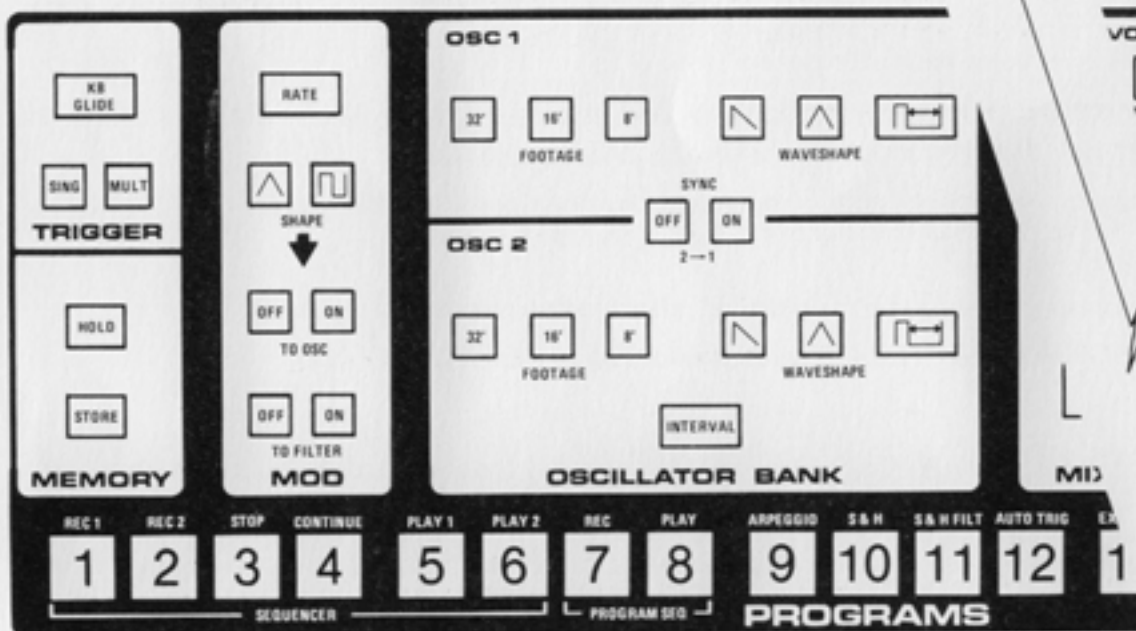 KB
GLIDE
SING MULT
TRIGGER
HOLD
STORE
MEMORY
RATE
SHAPE
OFF ON
TO OSC
OFF ON
TO FILTER
MOD
OSC 1
32' 16' 8'
FOOTAGE
WAVESHAPE
SYNC
OFF ON
2→1
OSC 2
32' 16' 8'
FOOTAGE
WAVESHAPE
INTERVAL
OSCILLATOR BANK
REC 1 REC 2 STOP CONTINUE PLAY 1 PLAY 2 REC PLAY ARPEGGIO S & H S & H FILT AUTO TRIG
1 2 3 4 5 6 7 8 9 10 11 12
SEQUENCER
PROGRAM SEQ
PROGRAMS